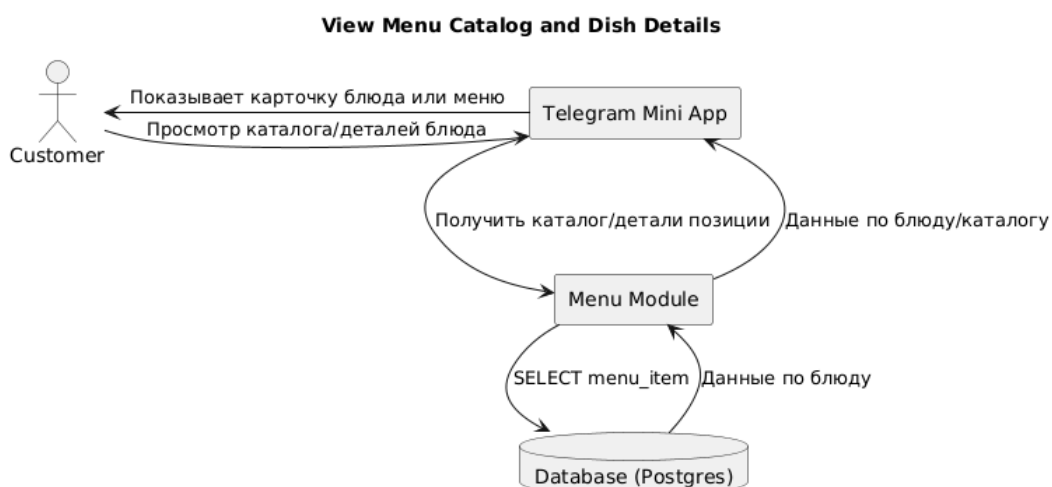 View Menu Catalog and Dish Details
Показывает карточку блюда или меню
Telegram Mini App
Просмотр каталога/деталей блюда
Customer
Получить каталог/детали позиции
Данные по блюду/каталогу
Menu Module
SELECT menu_item
Данные по блюду
Database (Postgres)